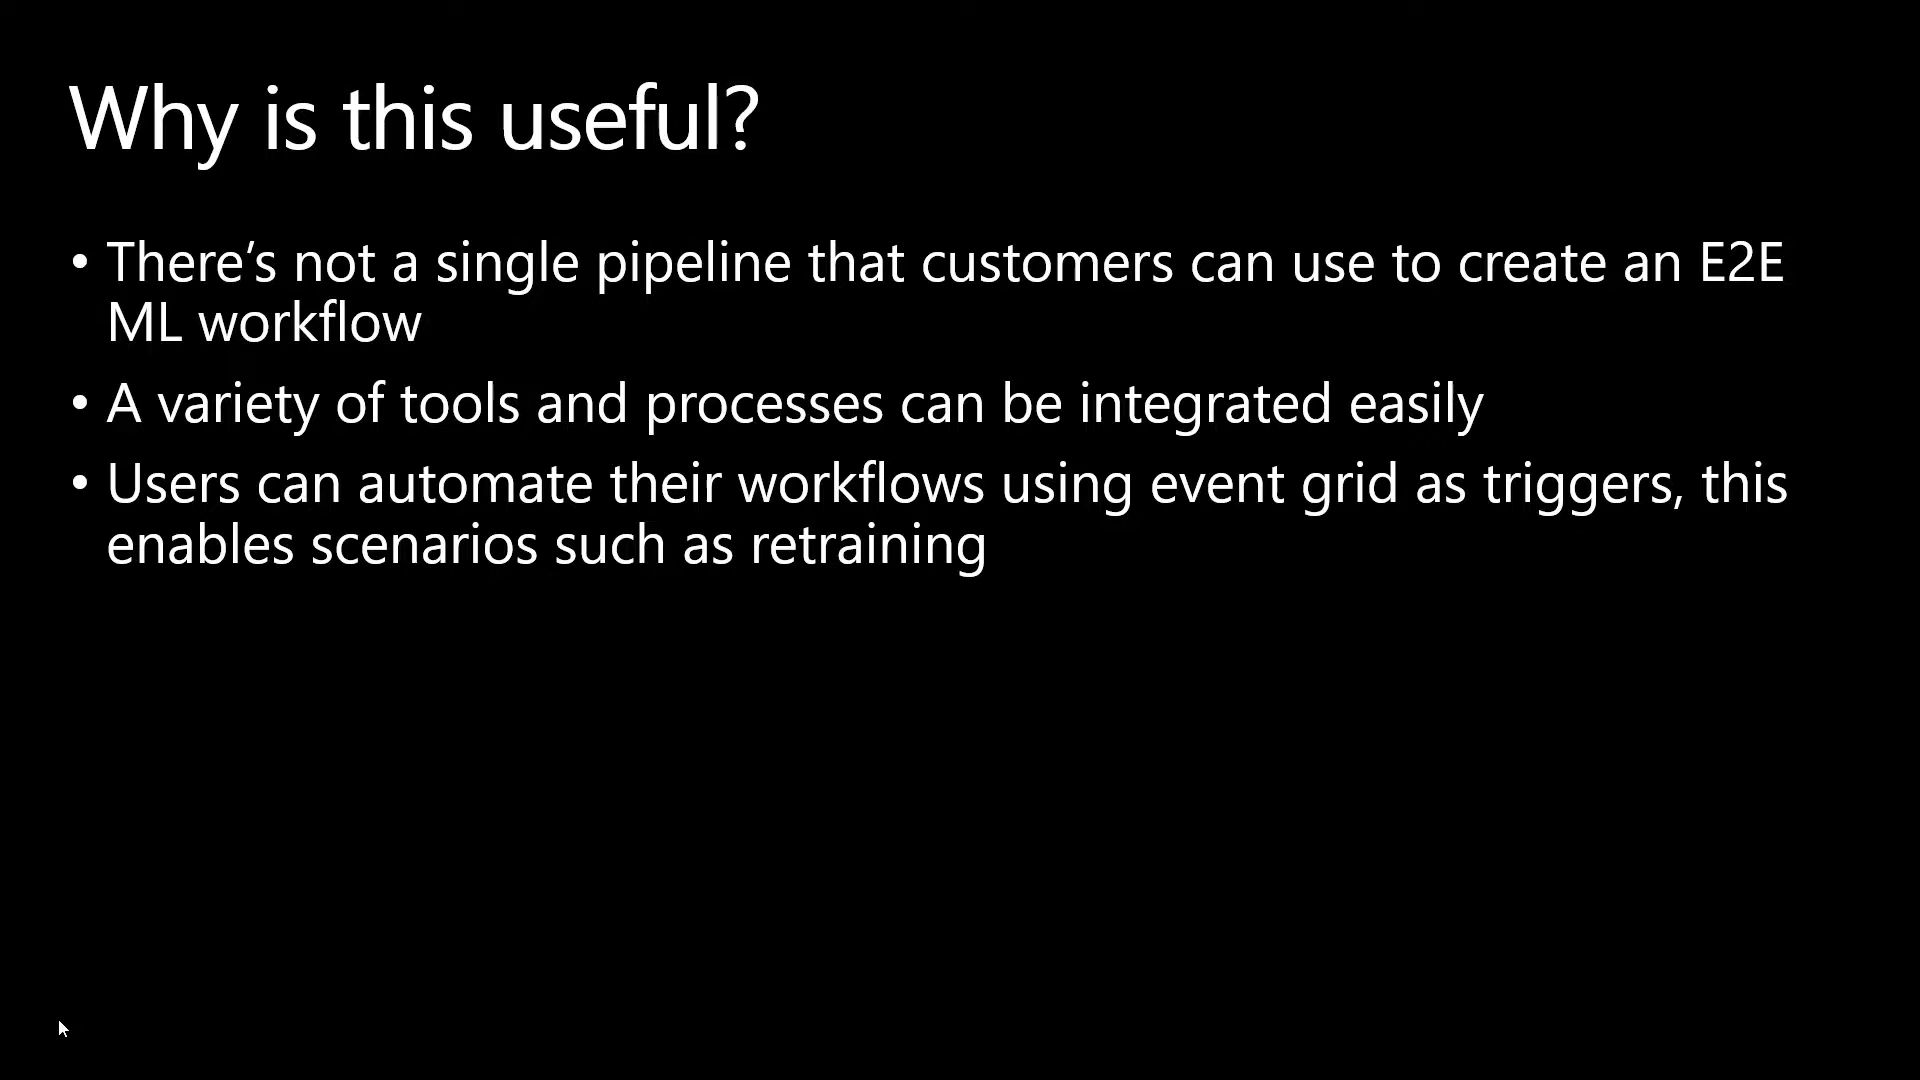 Why is this useful?
• There‘s not a single pipeline that customers can use to create an E2E
ML workflow
• A variety of tools and processes can be integrated easily
• Users can automate their workflows using event grid as triggers, this
enables scenarios such as retraining